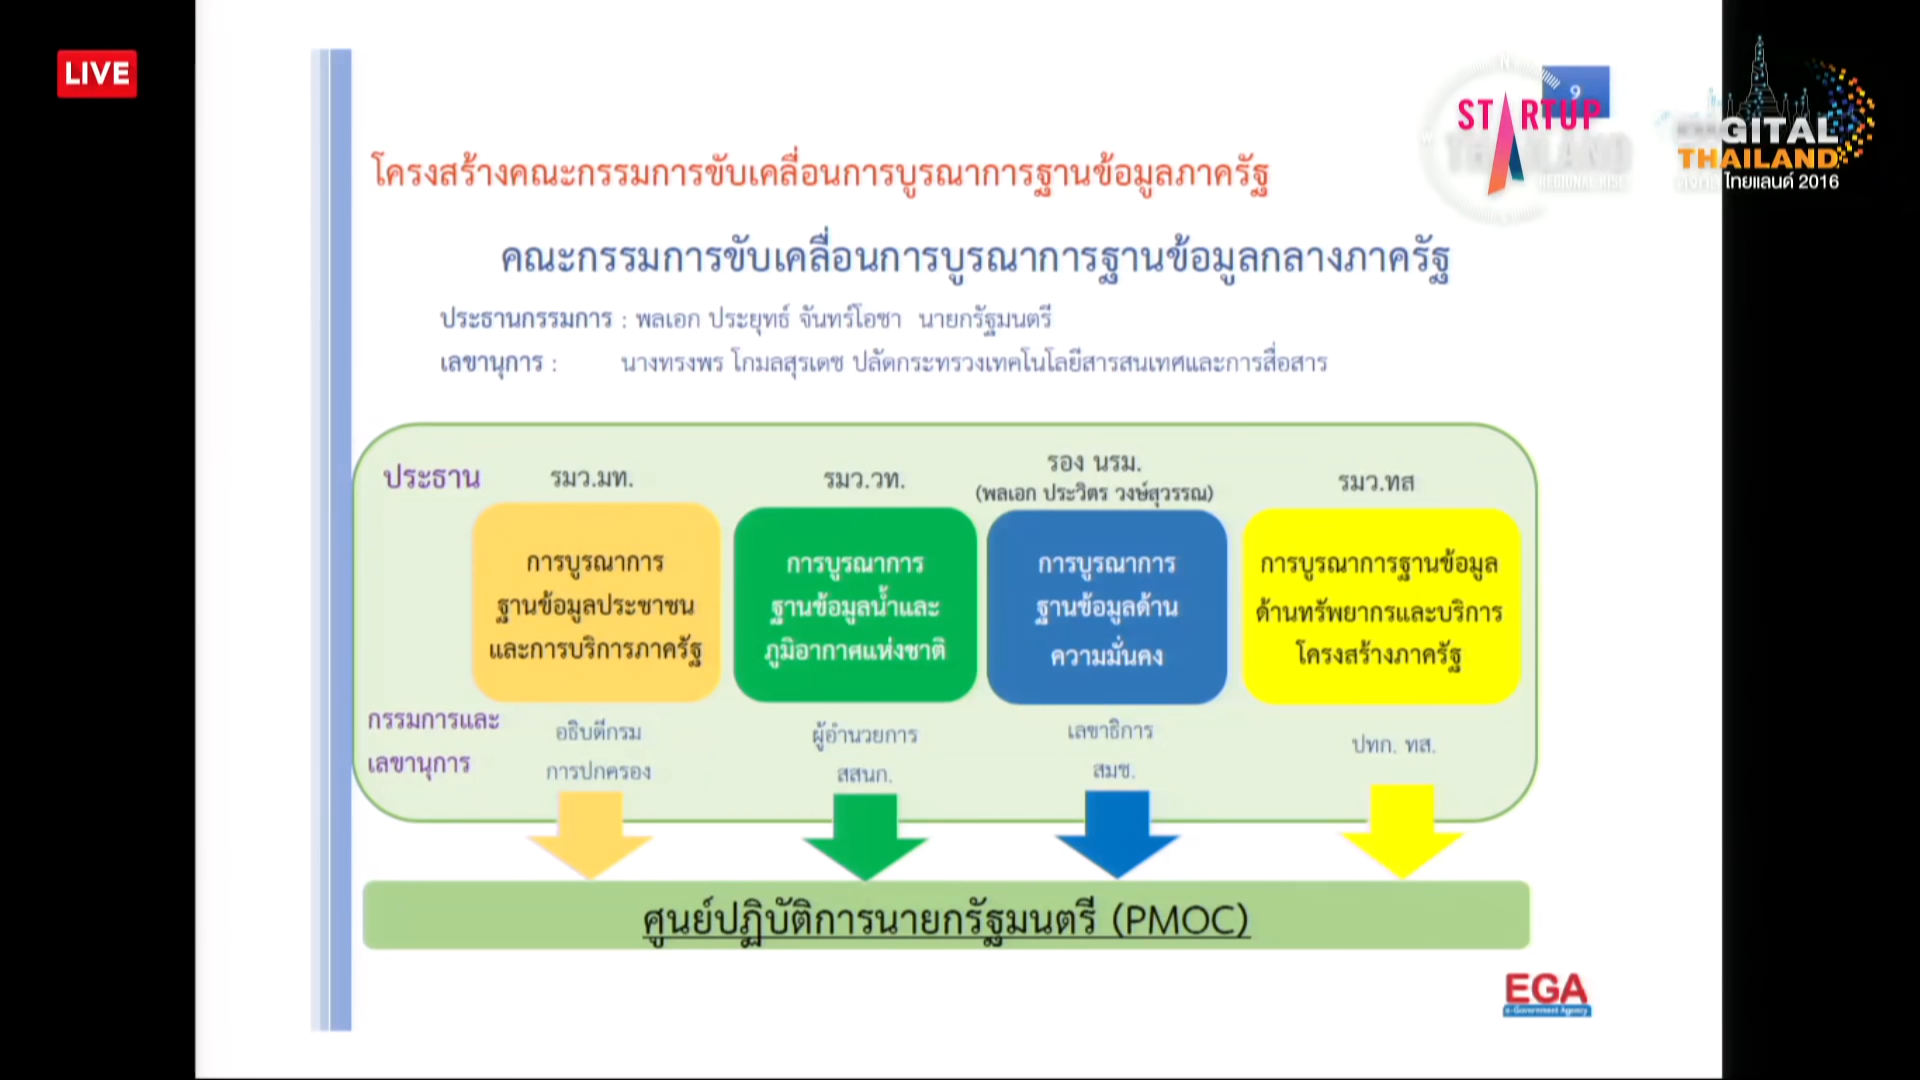 LIVE
9
STARTUP
THAILAND
REGIONAL RISE
DIGITAL
THAILAND
ดิจิทัล ไทยแลนด์ 2016
โครงสร้างคณะกรรมการขับเคลื่อนการบูรณาการฐานข้อมูลภาครัฐ
คณะกรรมการขับเคลื่อนการบูรณาการฐานข้อมูลกลางภาครัฐ
ประธานกรรมการ : พลเอก ประยุทธ์ จันทร์โอชา นายกรัฐมนตรี
เลขานุการ : นางทรงพร โกมลสุรเดช ปลัดกระทรวงเทคโนโลยีสารสนเทศและการสื่อสาร
ประธาน
รมว.มท.
รมว.วท.
รอง นรม.
(พลเอก ประวิตร วงษ์สุวรรณ)
รมว.ทส
การบูรณาการ
ฐานข้อมูลประชาชน
และการบริการภาครัฐ
การบูรณาการ
ฐานข้อมูลน้ำและ
ภูมิอากาศแห่งชาติ
การบูรณาการ
ฐานข้อมูลด้าน
ความมั่นคง
การบูรณาการฐานข้อมูล
ด้านทรัพยากรและบริการ
โครงสร้างภาครัฐ
กรรมการและ
เลขานุการ
อธิบดีกรม
การปกครอง
ผู้อำนวยการ
สสนก.
เลขาธิการ
สมช.
ปทก. ทส.
ศูนย์ปฏิบัติการนายกรัฐมนตรี (PMOC)
EGA
e-Government Agency